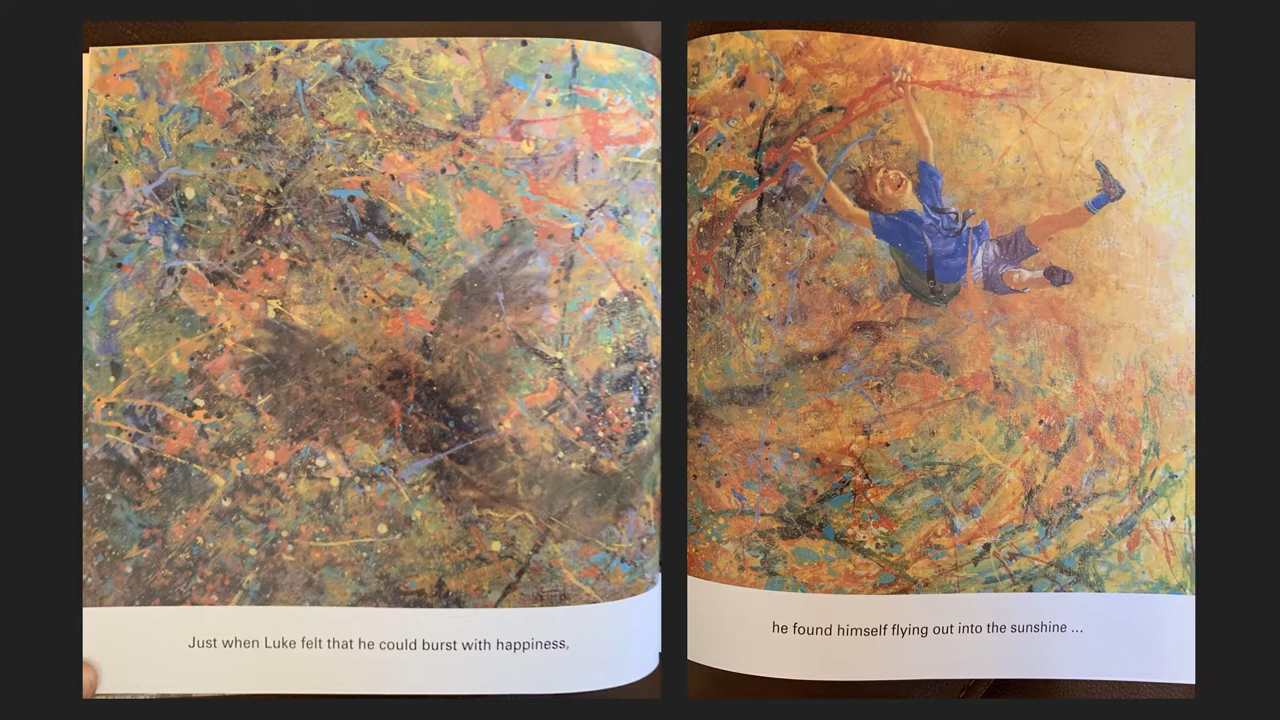 Just when Luke felt that he could burst with happiness,
he found himself flying out into the sunshine ...